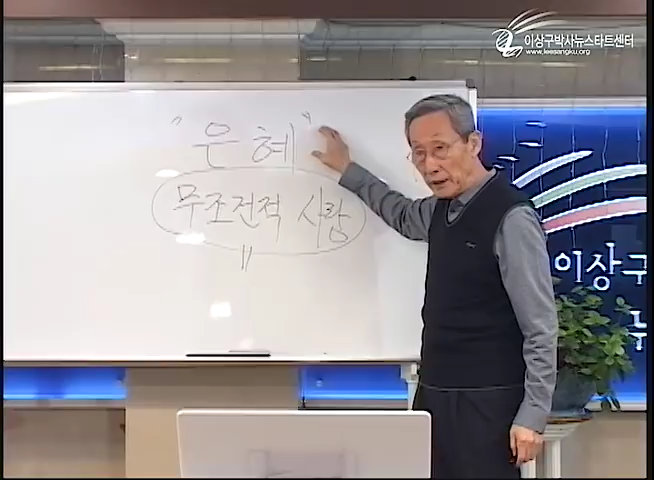 이상구박사뉴스타트센터
www.leesangku.org
"은혜"
무조건적 사랑
이상구
뉴